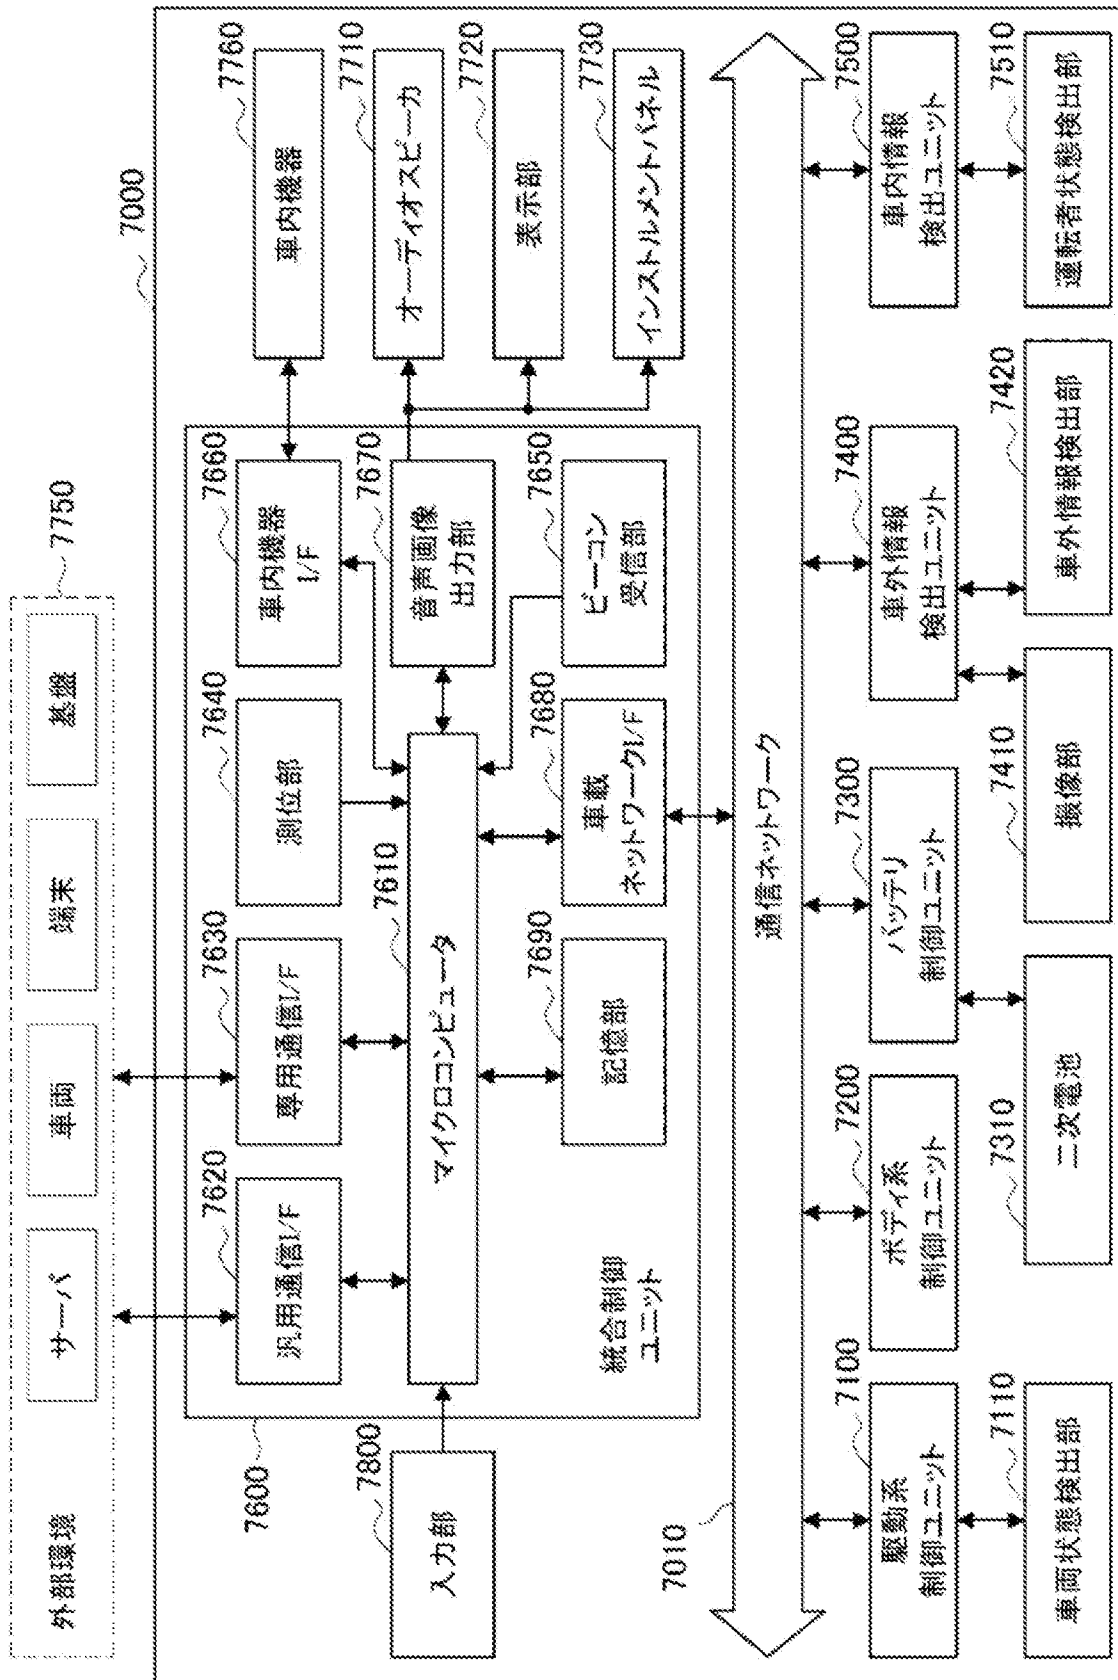 外部環境
サーバ
車両
端末
基盤
7750
7000
7600
7620
汎用通信I/F
7630
専用通信I/F
7640
測位部
7660
車内機器
I/F
7760
車内機器
7800
入力部
7610
マイクロコンピュータ
7670
音声画像
出力部
7710
オーディオスピーカ
7720
表示部
7730
インストルメントパネル
統合制御
ユニット
7690
記憶部
7680
車載
ネットワークI/F
7650
ビーコン
受信部
7010
通信ネットワーク
7100
駆動系
制御ユニット
7200
ボディ系
制御ユニット
7300
バッテリ
制御ユニット
7400
車外情報
検出ユニット
7500
車内情報
検出ユニット
7110
車両状態検出部
7310
二次電池
7410
撮像部
7420
車外情報検出部
7510
運転者状態検出部